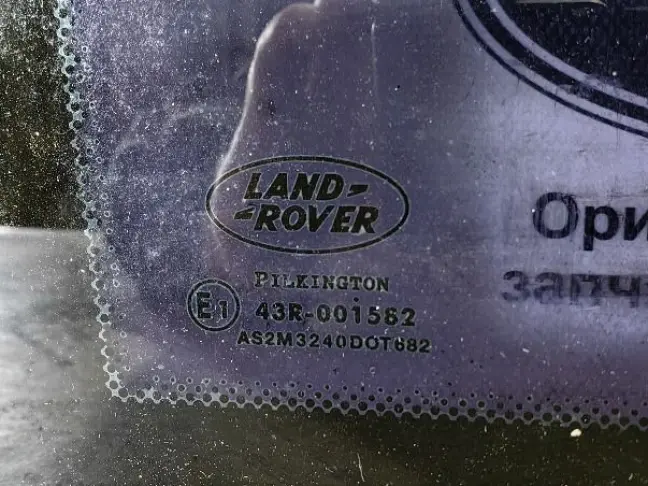 LAND-
-ROVER
PILKINGTON
E1 43R-001582
AS2M3240DOT682
Ори
запч